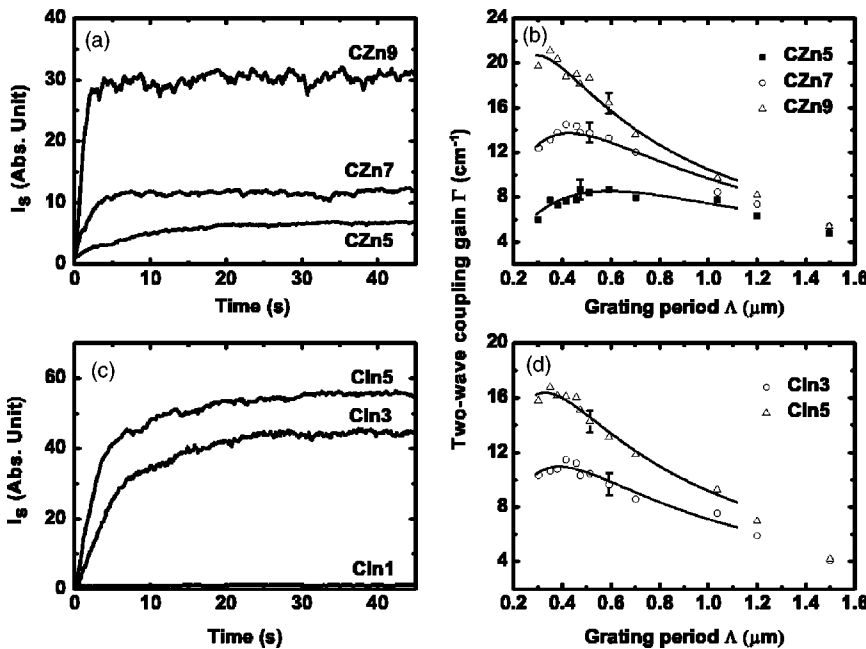 (a)
CZn9
CZn7
CZn5
40
30
20
10
0
0 10 20 30 40
Time (s)
I_S (Abs. Unit)
(b)
CZn5
CZn7
CZn9
24
20
16
12
8
4
0.2 0.4 0.6 0.8 1.0 1.2 1.4 1.6
Grating period Λ (μm)
Two-wave coupling gain Γ (cm⁻¹)
(c)
CIn5
CIn3
CIn1
60
40
20
0
0 10 20 30 40
Time (s)
I_S (Abs. Unit)
(d)
CIn3
CIn5
20
16
12
8
4
0.2 0.4 0.6 0.8 1.0 1.2 1.4 1.6
Grating period Λ (μm)